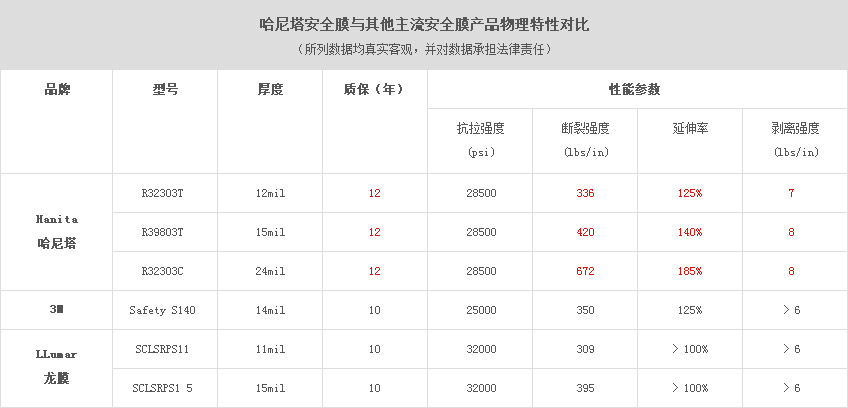 哈尼塔安全膜与其他主流安全膜产品物理特性对比
(所列数据均真实客观，并对数据承担法律责任)
品牌 型号 厚度 质保（年） 性能参数
抗拉强度 断裂强度 延伸率 剥离强度
(psi) (lbs/in) (lbs/in)
Hanita
哈尼塔
R32303T 12mil 12 28500 336 125% 7
R39803T 15mil 12 28500 420 140% 8
R32303C 24mil 12 28500 672 185% 8
3M Safety S140 14mil 10 25000 350 125% ＞6
LLumar
龙膜
SCLSRPS11 11mil 10 32000 309 ＞100% ＞6
SCLSRPS1 5 15mil 10 32000 395 ＞100% ＞6